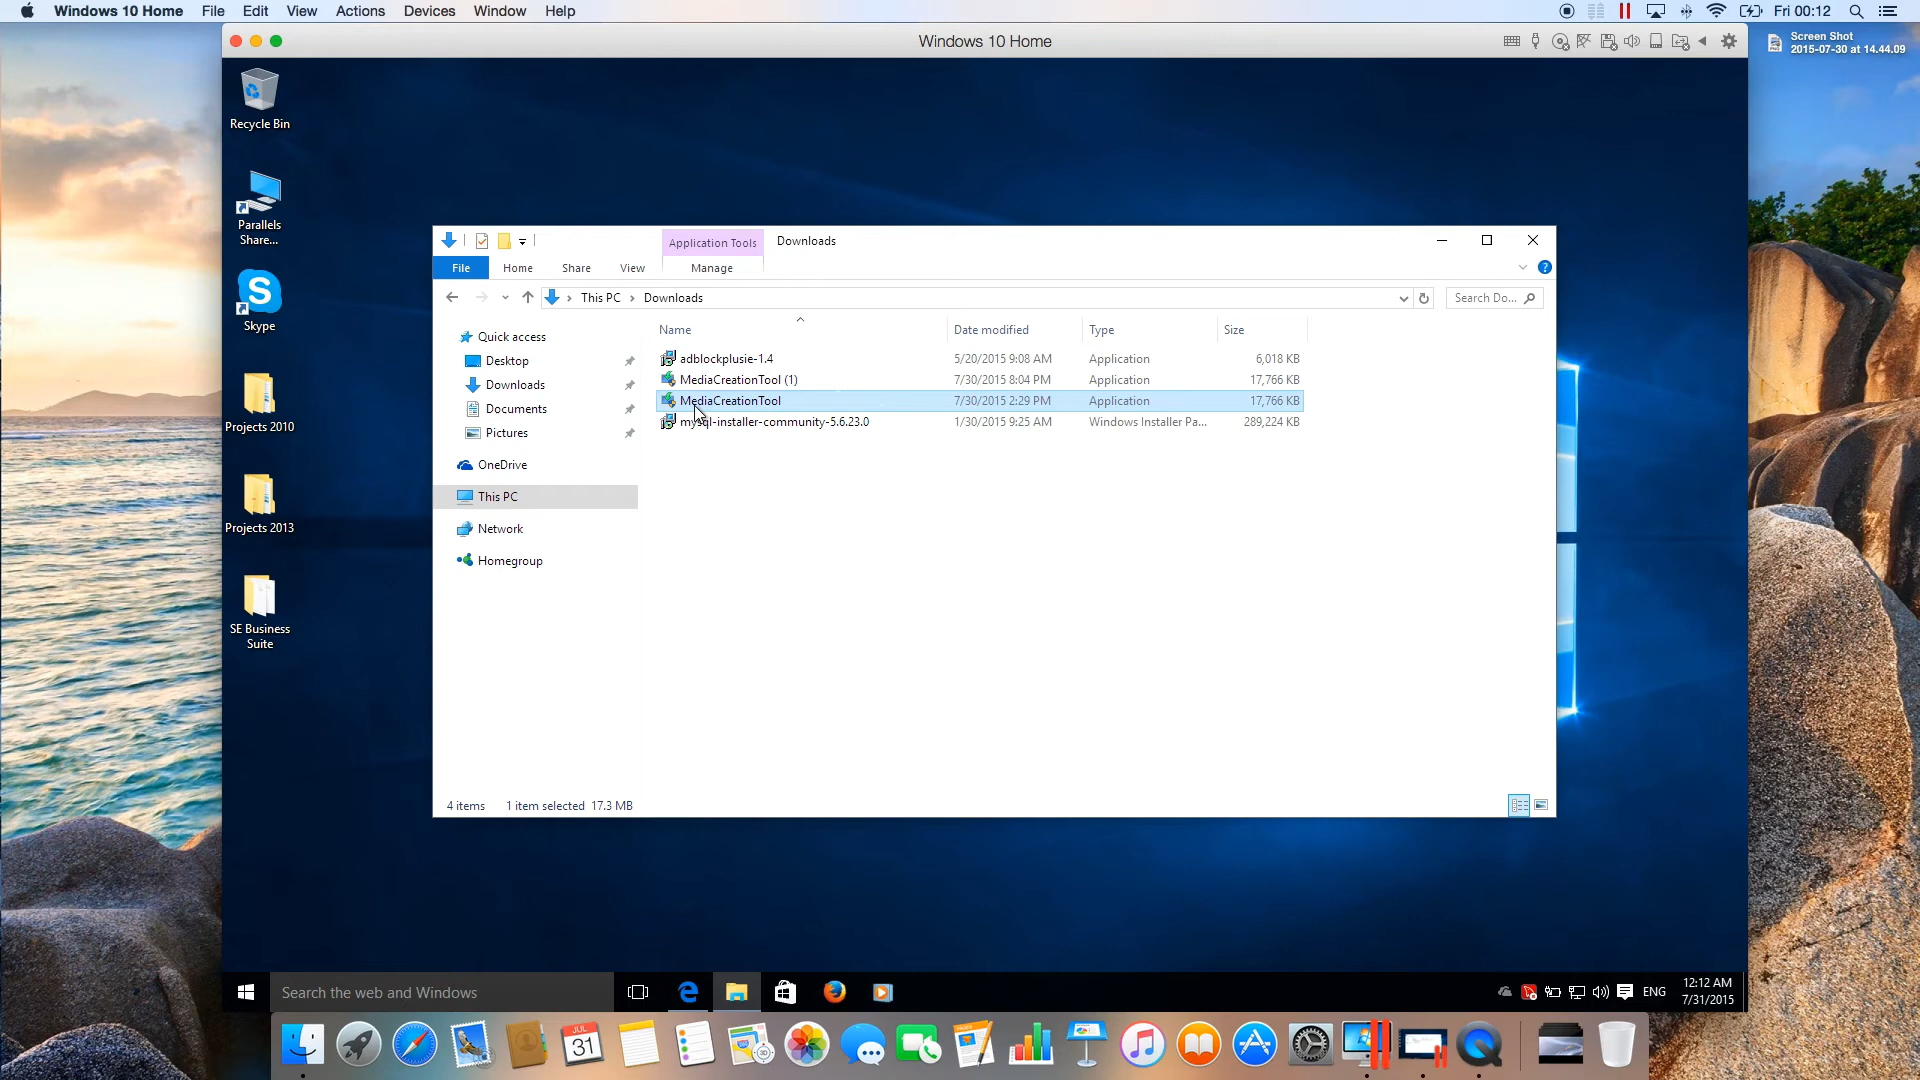 Windows 10 Home File Edit View Actions Devices Window Help Fri 00:12
Windows 10 Home
Screen Shot
2015-07-30 at 14.44.09
Recycle Bin
Parallels
Share...
Skype
Projects 2010
Projects 2013
SE Business
Suite
Application Tools Downloads
File Home Share View Manage
This PC Downloads Search Do...
Quick access
Desktop
Downloads
Documents
Pictures
OneDrive
This PC
Network
Homegroup
Name Date modified Type Size
adblockplusie-1.4 5/20/2015 9:08 AM Application 6,018 KB
MediaCreationTool (1) 7/30/2015 8:04 PM Application 17,766 KB
MediaCreationTool 7/30/2015 2:29 PM Application 17,766 KB
mysql-installer-community-5.6.23.0 1/30/2015 9:25 AM Windows Installer Pa... 289,224 KB
4 items 1 item selected 17.3 MB
Search the web and Windows
ENG
12:12 AM
7/31/2015
JUL
31